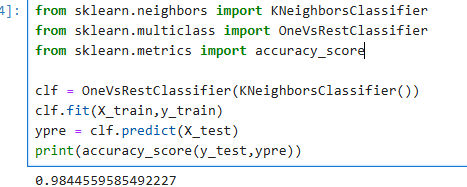 4]:
from sklearn.neighbors import KNeighborsClassifier
from sklearn.multiclass import OneVsRestClassifier
from sklearn.metrics import accuracy_score
clf = OneVsRestClassifier(KNeighborsClassifier())
clf.fit(X_train,y_train)
ypre = clf.predict(X_test)
print(accuracy_score(y_test,ypre))
0.9844559585492227